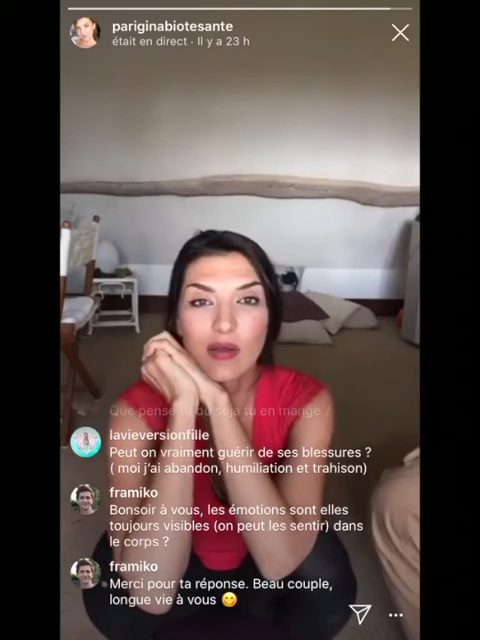 pariginabiotesante
était en direct · Il y a 23 h
Que pense tu du soja tu en mange ?
lavieversionfille
Peut on vraiment guérir de ses blessures ?
( moi j'ai abandon, humiliation et trahison)
framiko
Bonsoir à vous, les émotions sont elles
toujours visibles (on peut les sentir) dans
le corps ?
framiko
Merci pour ta réponse. Beau couple,
longue vie à vous 😋